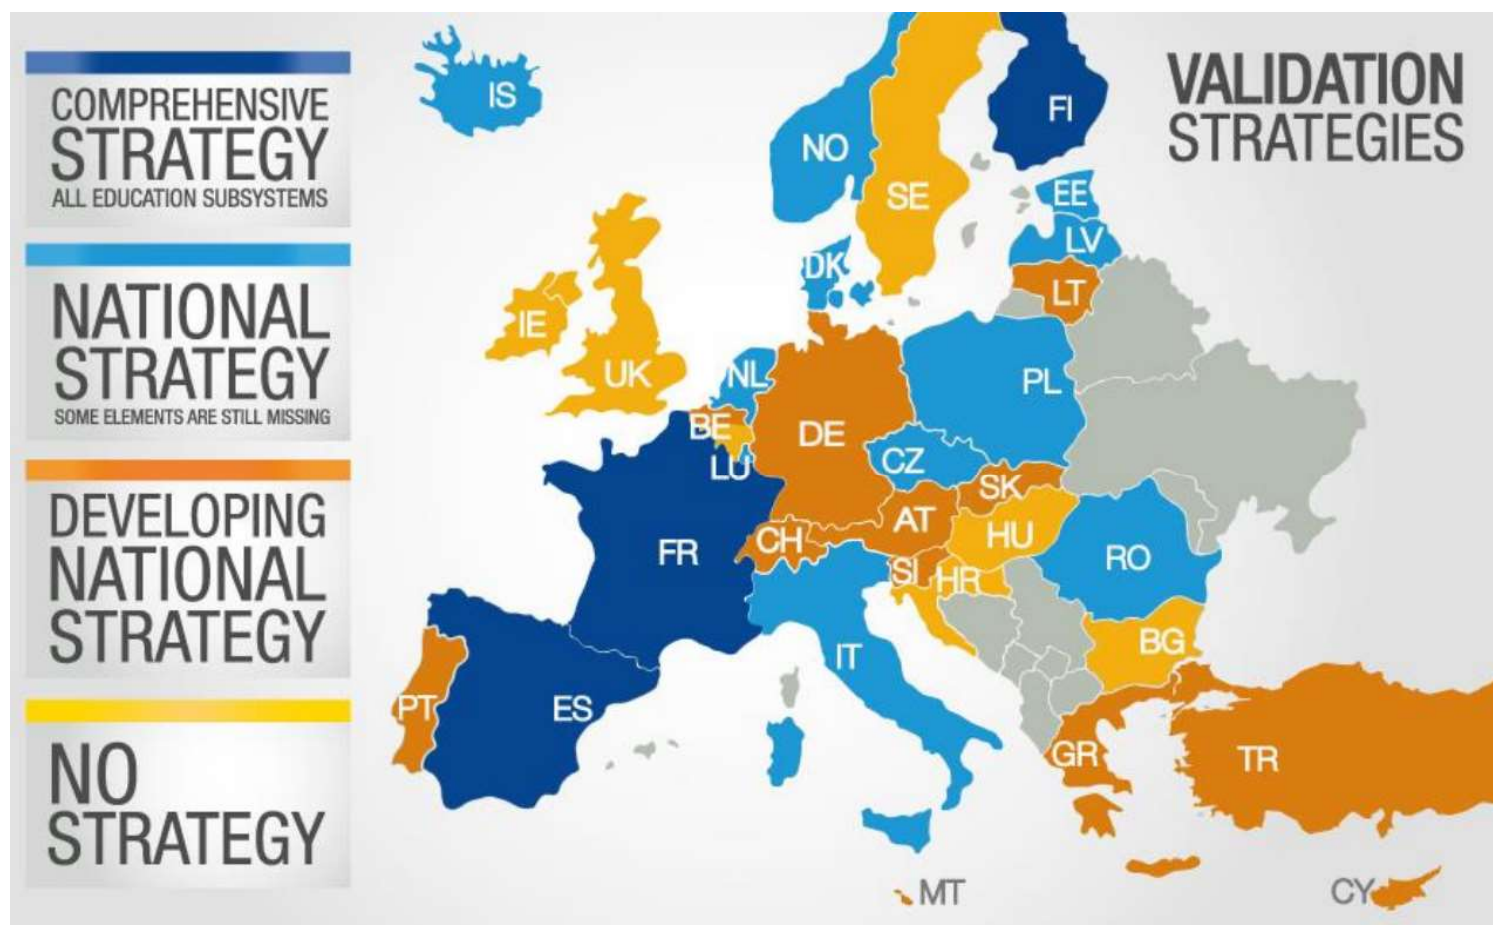 COMPREHENSIVE
STRATEGY
ALL EDUCATION SUBSYSTEMS
NATIONAL
STRATEGY
SOME ELEMENTS ARE STILL MISSING
DEVELOPING
NATIONAL
STRATEGY
NO
STRATEGY
VALIDATION
STRATEGIES
IS
FI
NO
SE
EE
LV
DK
LT
IE
UK
NL
PL
BE
DE
CZ
LU
SK
AT
HU
CH
FR
RO
SI
HR
BG
IT
PT
ES
GR
TR
MT
CY